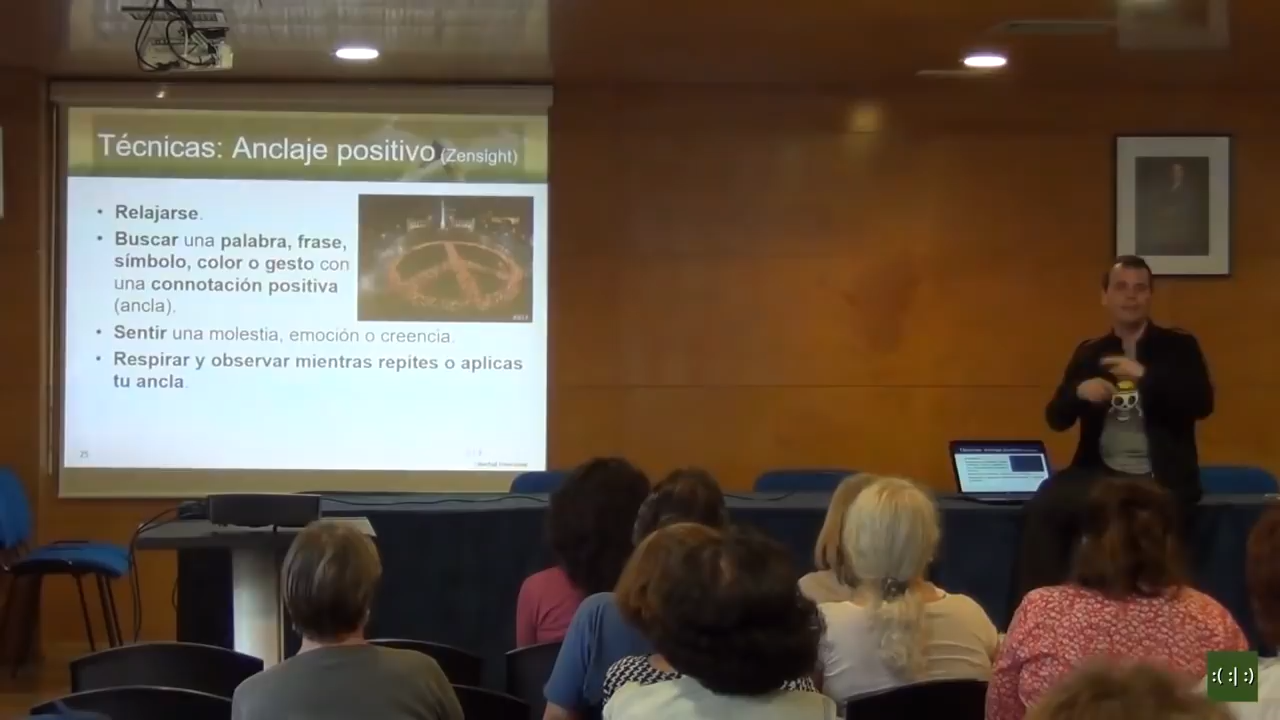 Técnicas: Anclaje positivo (Zensight)
• Relajarse.
• Buscar una palabra, frase,
símbolo, color o gesto con
una connotación positiva
(ancla).
• Sentir una molestia, emoción o creencia.
• Respirar y observar mientras repites o aplicas
tu ancla.
25
:( :| :)